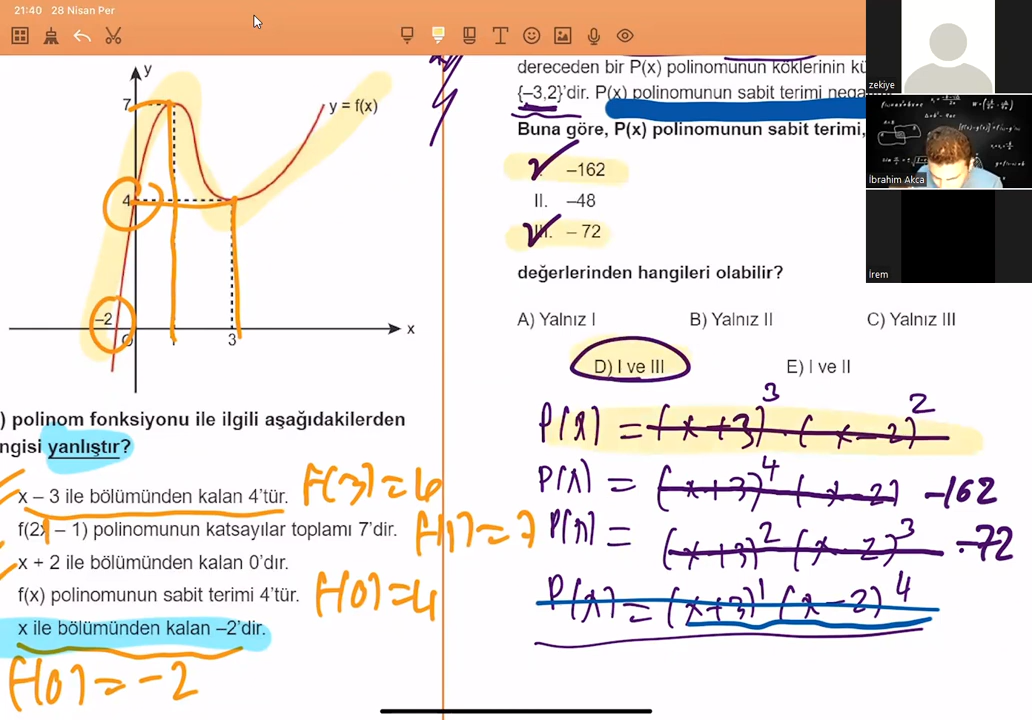 21:40 28 Nisan Per
y
7
y = f(x)
4
–2
O
1
3
x
) polinom fonksiyonu ile ilgili aşağıdakilerden
ngisi yanlıştır?
x – 3 ile bölümünden kalan 4'tür.
f(3)=4
f(2x – 1) polinomunun katsayılar toplamı 7'dir.
f(1)=7
x + 2 ile bölümünden kalan 0'dır.
f(x) polinomunun sabit terimi 4'tür.
f(0)=4
x ile bölümünden kalan –2'dir.
f(0)=-2
dereceden bir P(x) polinomunun köklerinin kü
{–3,2}'dir. P(x) polinomunun sabit terimi nega
Buna göre, P(x) polinomunun sabit terimi,
–162
II. –48
III. – 72
değerlerinden hangileri olabilir?
A) Yalnız I B) Yalnız II C) Yalnız III
D) I ve III E) I ve II
P(x) = (x+3)³ · (x-2)²
P(x) = (x+3)⁴ (x-2) -162
P(x) = (x+3)² (x-2)³ -72
P(x) = (x+3)¹ (x-2)⁴
zekiye
İbrahim Akca
İrem